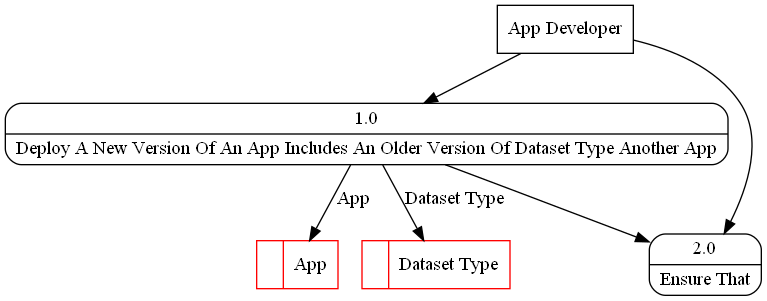 App Developer
1.0
Deploy A New Version Of An App Includes An Older Version Of Dataset Type Another App
App
Dataset Type
App
Dataset Type
2.0
Ensure That